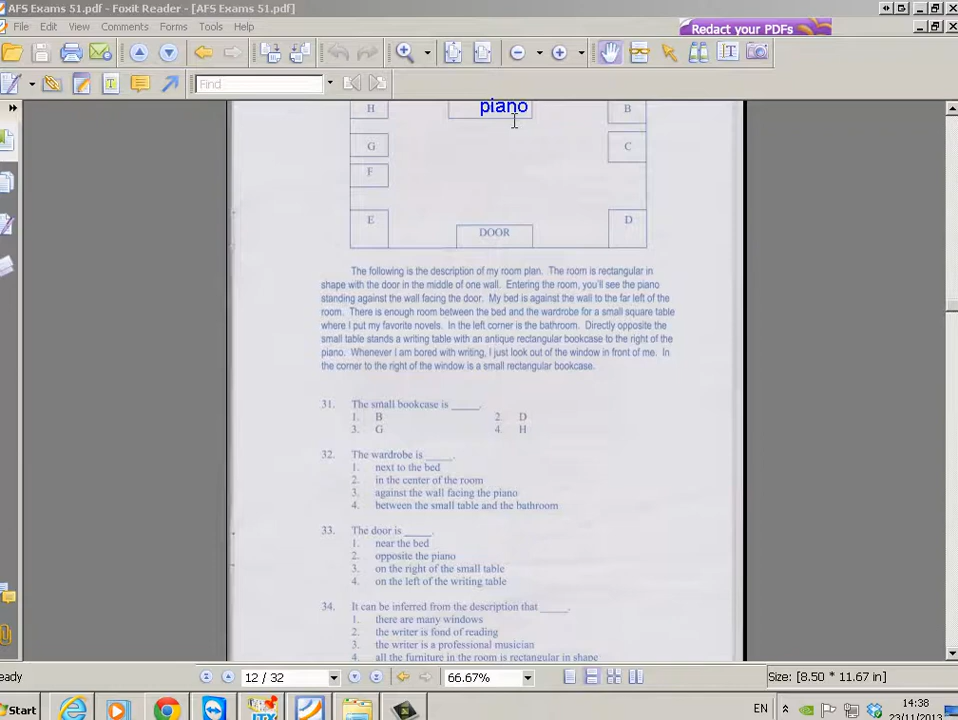 AFS Exams 51.pdf - Foxit Reader - [AFS Exams 51.pdf]
File Edit View Comments Forms Tools Help
Redact your PDFs
Find
piano
H B
G C
F
E D
DOOR
The following is the description of my room plan. The room is rectangular in
shape with the door in the middle of one wall. Entering the room, you'll see the piano
standing against the wall facing the door. My bed is against the wall to the far left of the
room. There is enough room between the bed and the wardrobe for a small square table
where I put my favorite novels. In the left corner is the bathroom. Directly opposite the
small table stands a writing table with an antique rectangular bookcase to the right of the
piano. Whenever I am bored with writing, I just look out of the window in front of me. In
the corner to the right of the window is a small rectangular bookcase.
31. The small bookcase is _____.
1. B 2. D
3. G 4. H
32. The wardrobe is _____.
1. next to the bed
2. in the center of the room
3. against the wall facing the piano
4. between the small table and the bathroom
33. The door is _____.
1. near the bed
2. opposite the piano
3. on the right of the small table
4. on the left of the writing table
34. It can be inferred from the description that _____.
1. there are many windows
2. the writer is fond of reading
3. the writer is a professional musician
4. all the furniture in the room is rectangular in shape
eady 12 / 32 66.67% Size: [8.50 * 11.67 in]
Start EN 14:38
23/11/2013